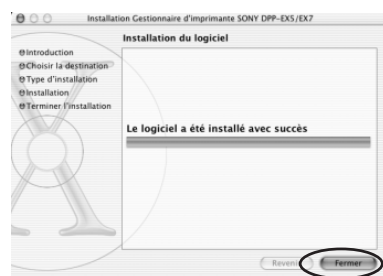 Installation Gestionnaire d'imprimante SONY DPP-EX5/EX7
Installation du logiciel
Introduction
Choisir la destination
Type d'installation
Installation
Terminer l'installation
Le logiciel a été installé avec succès
Revenir
Fermer